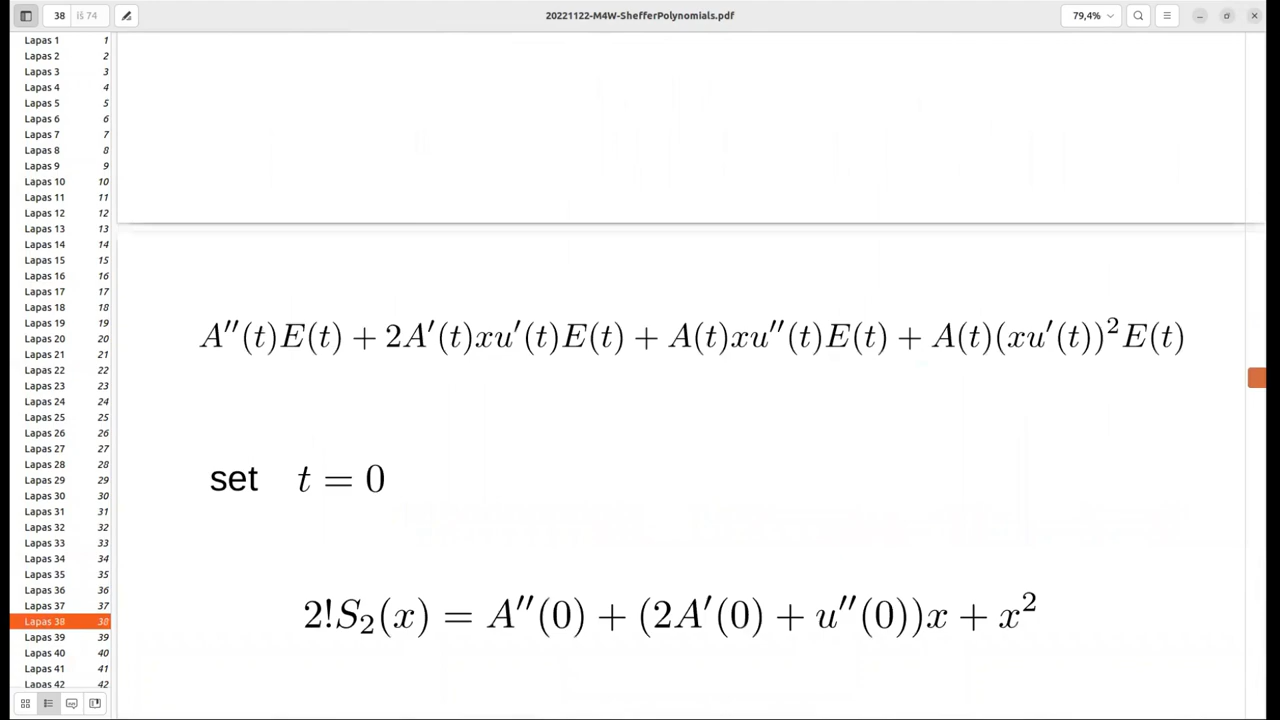 38 iš 74
20221122-M4W-ShefferPolynomials.pdf
79,4%
Lapas 1 1
Lapas 2 2
Lapas 3 3
Lapas 4 4
Lapas 5 5
Lapas 6 6
Lapas 7 7
Lapas 8 8
Lapas 9 9
Lapas 10 10
Lapas 11 11
Lapas 12 12
Lapas 13 13
Lapas 14 14
Lapas 15 15
Lapas 16 16
Lapas 17 17
Lapas 18 18
Lapas 19 19
Lapas 20 20
Lapas 21 21
Lapas 22 22
Lapas 23 23
Lapas 24 24
Lapas 25 25
Lapas 26 26
Lapas 27 27
Lapas 28 28
Lapas 29 29
Lapas 30 30
Lapas 31 31
Lapas 32 32
Lapas 33 33
Lapas 34 34
Lapas 35 35
Lapas 36 36
Lapas 37 37
Lapas 38 38
Lapas 39 39
Lapas 40 40
Lapas 41 41
Lapas 42 42
A″(t)E(t) + 2A′(t)xu′(t)E(t) + A(t)xu″(t)E(t) + A(t)(xu′(t))²E(t)
set t = 0
2!S₂(x) = A″(0) + (2A′(0) + u″(0))x + x²